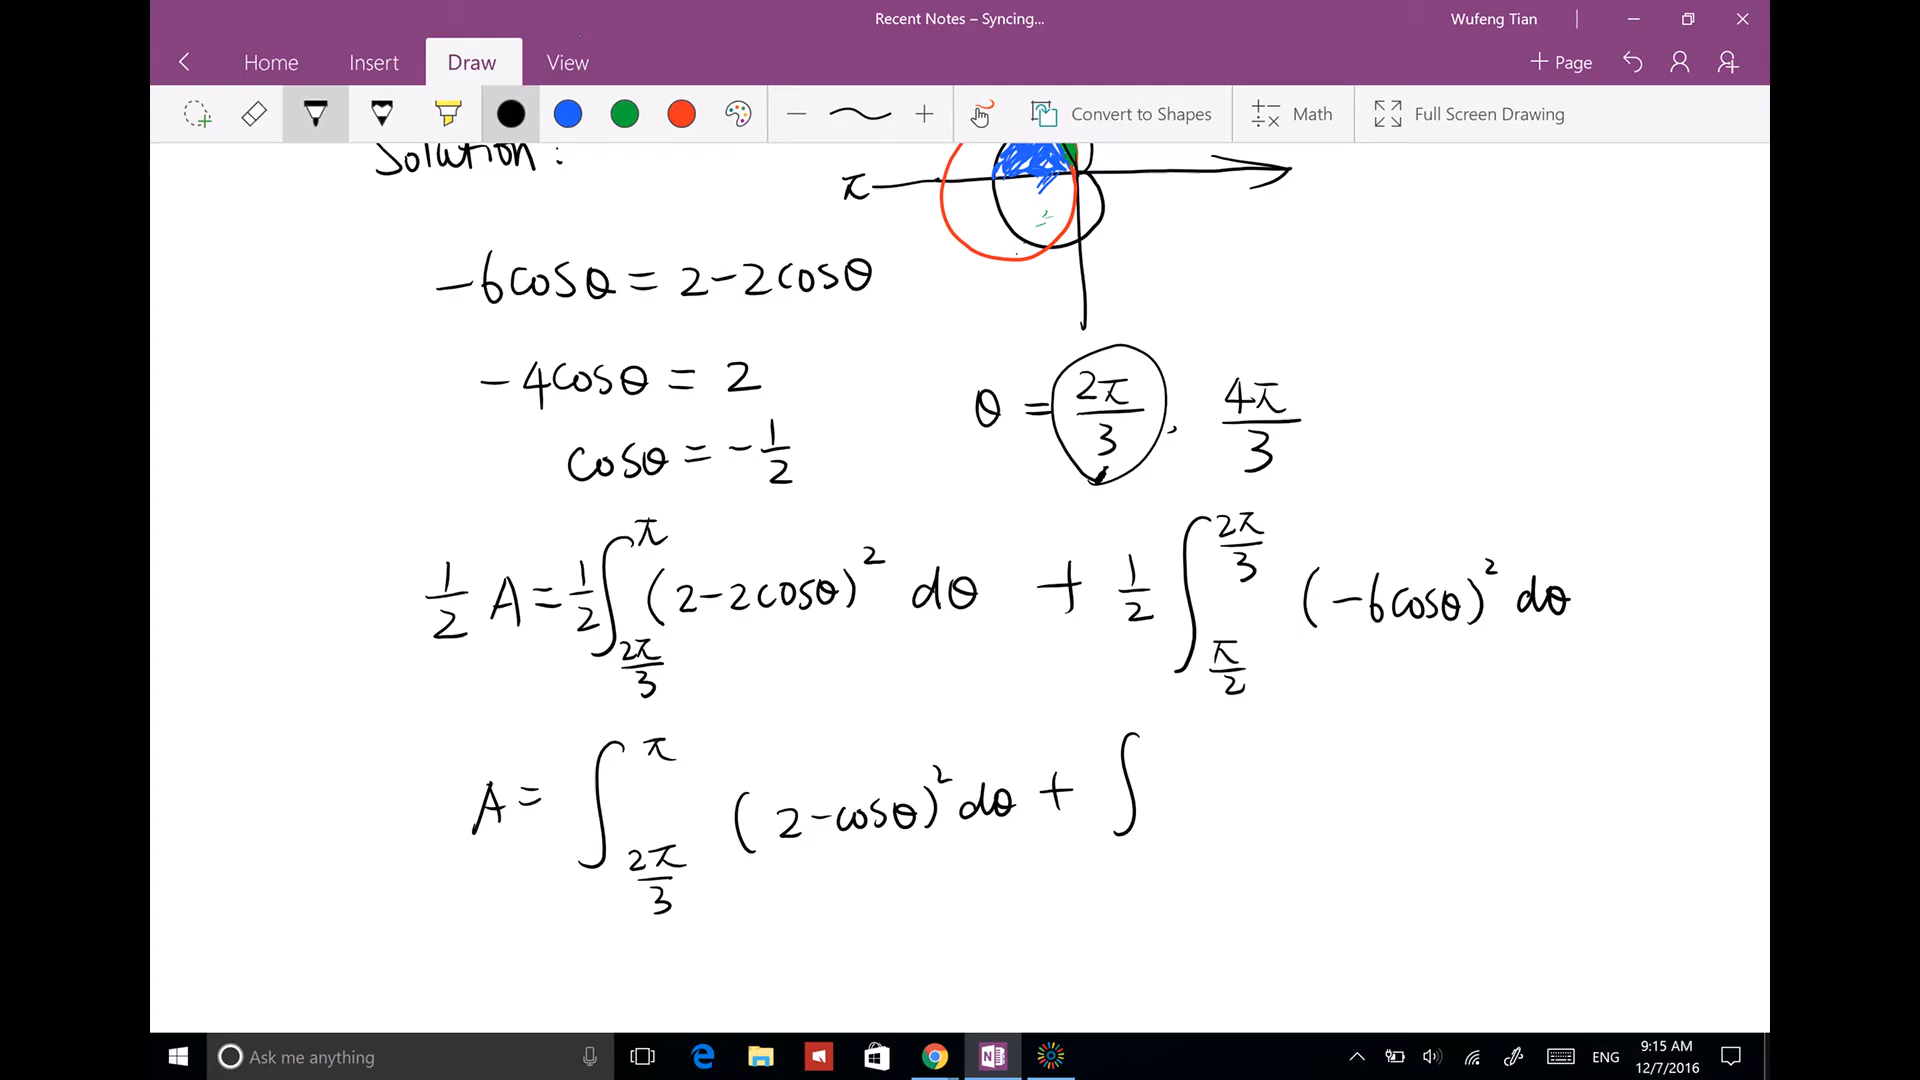 Recent Notes – Syncing...
Wufeng Tian
Home Insert Draw View
Page
Convert to Shapes
Math
Full Screen Drawing
Solution:
π
-6cosθ = 2-2cosθ
-4cosθ = 2
θ = 2π/3, 4π/3
cosθ = -1/2
1/2 A = 1/2 ∫_{2π/3}^{π} (2-2cosθ)² dθ + 1/2 ∫_{π/2}^{2π/3} (-6cosθ)² dθ
A = ∫_{2π/3}^{π} (2-cosθ)² dθ + ∫
Ask me anything
ENG
9:15 AM
12/7/2016